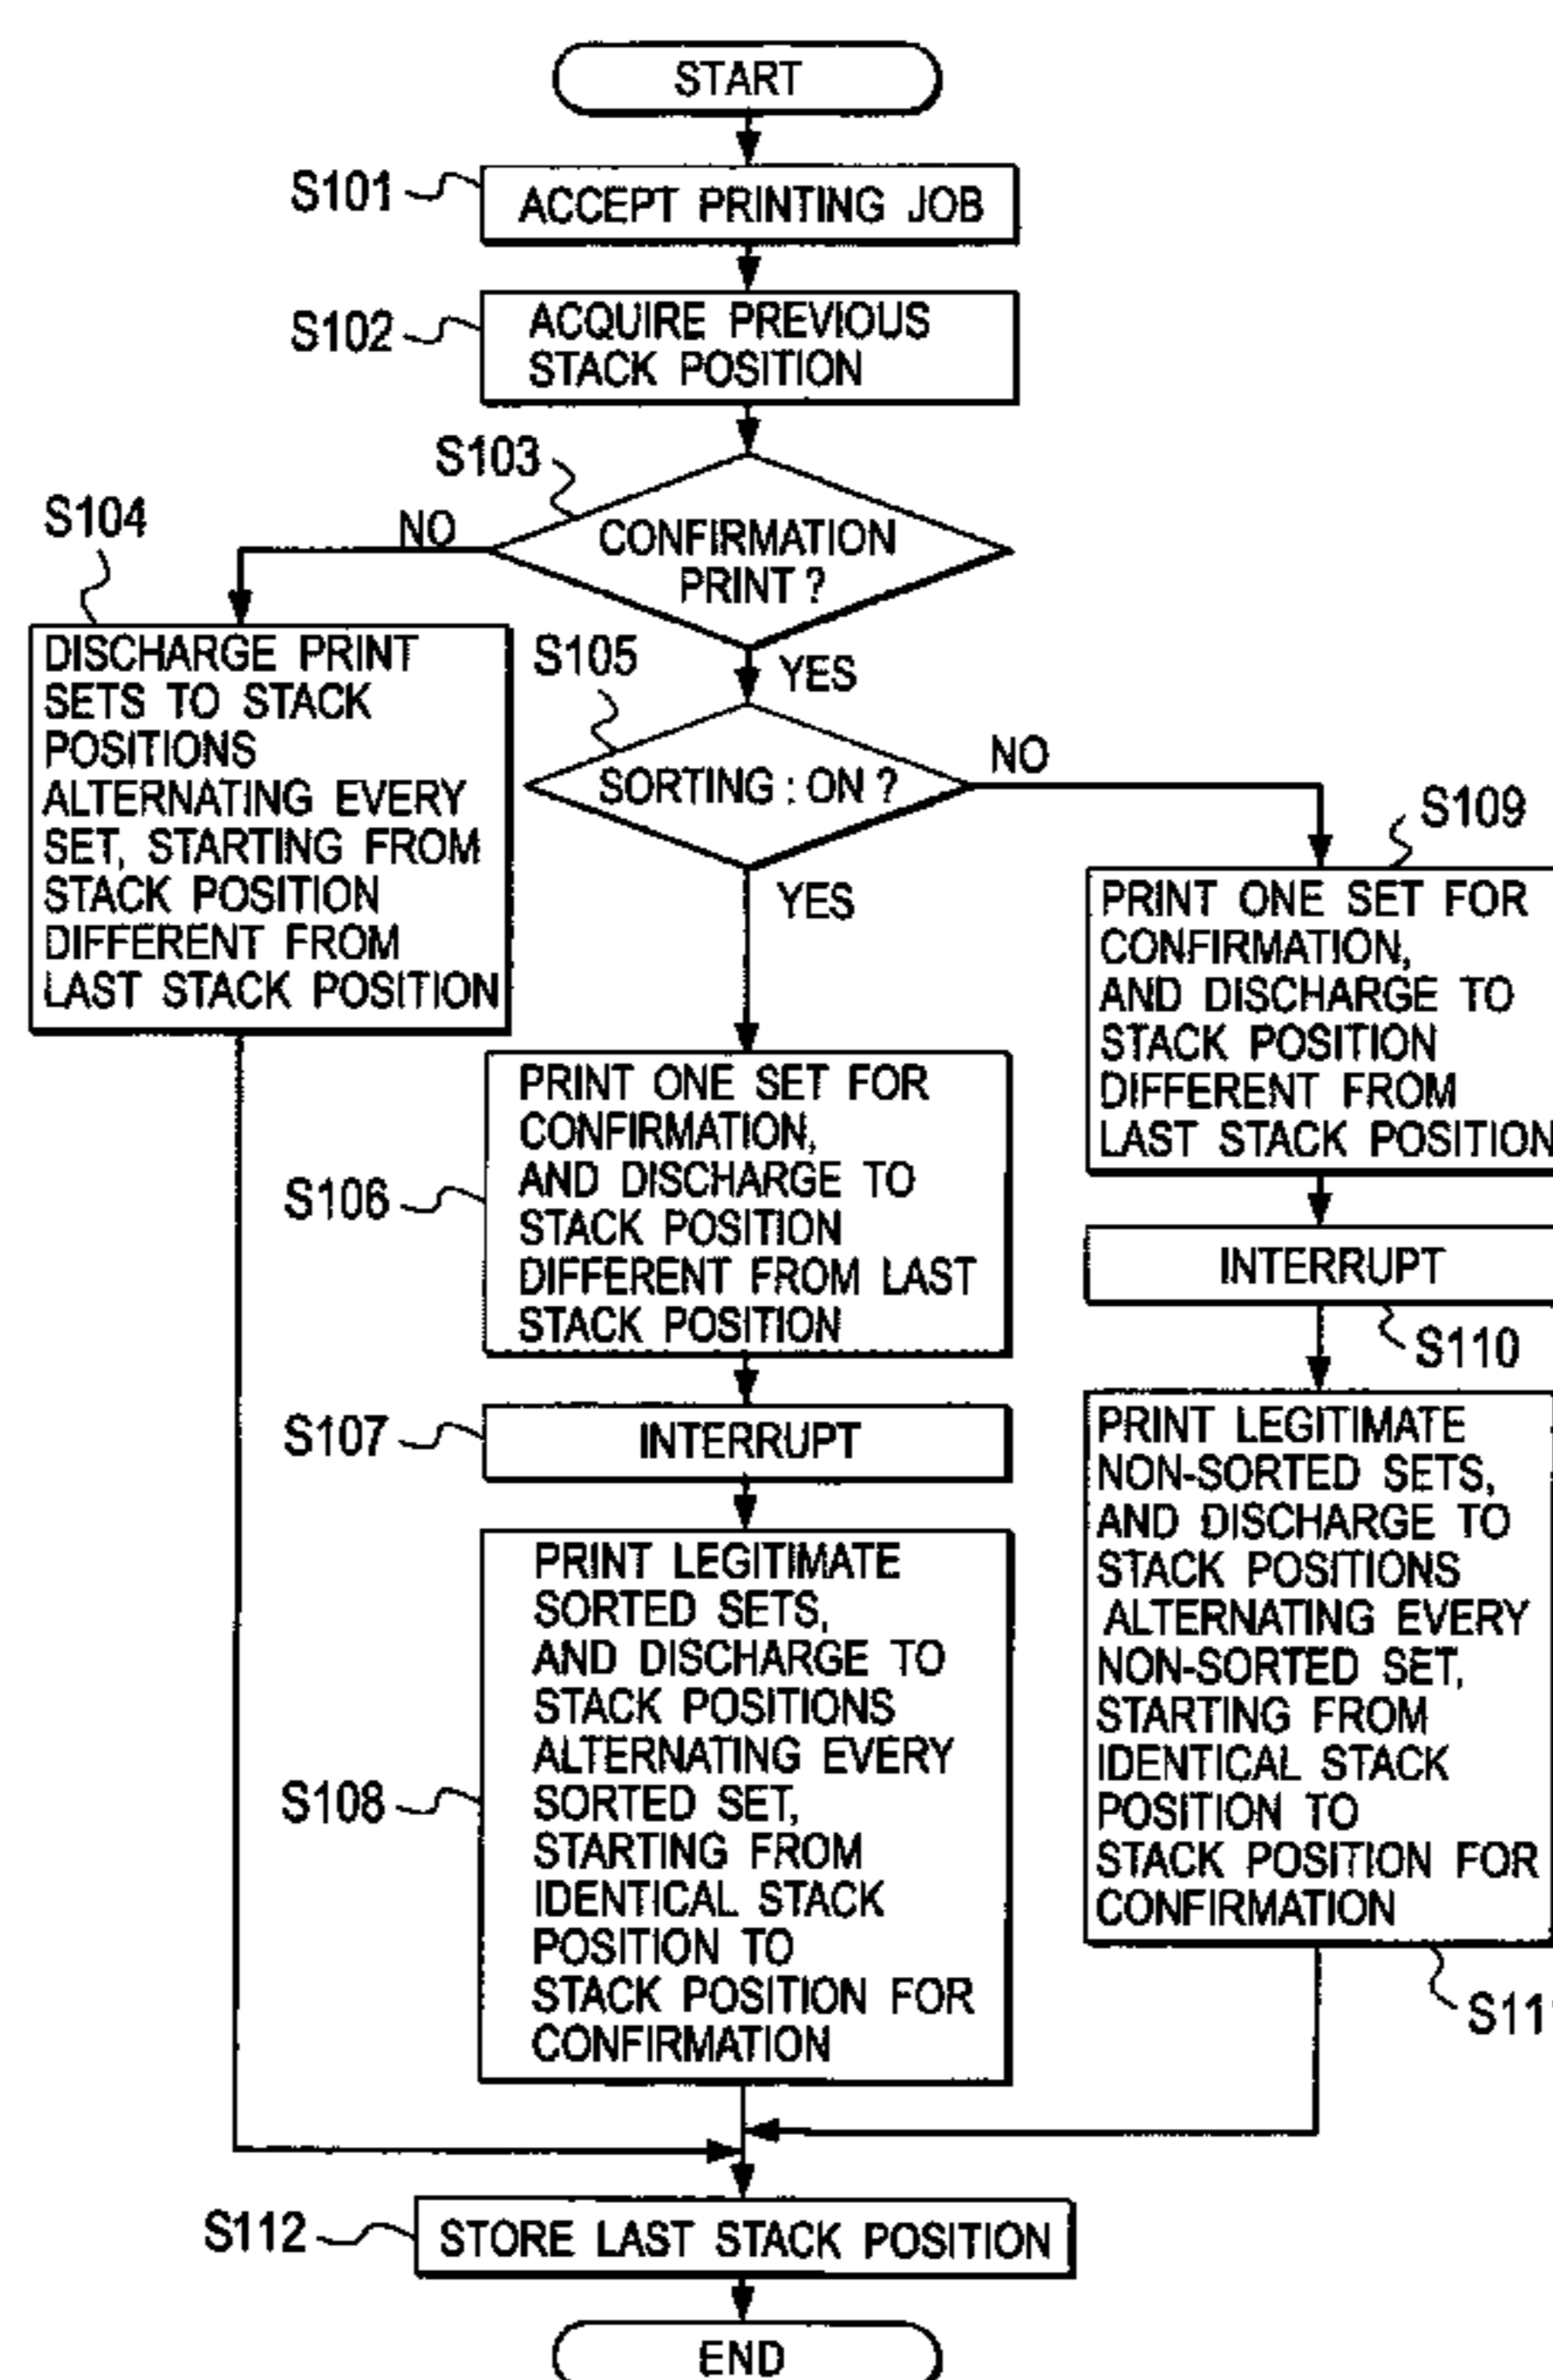 START
S101
ACCEPT PRINTING JOB
S102
ACQUIRE PREVIOUS
STACK POSITION
S103
CONFIRMATION
PRINT ?
NO
YES
S104
DISCHARGE PRINT
SETS TO STACK
POSITIONS
ALTERNATING EVERY
SET, STARTING FROM
STACK POSITION
DIFFERENT FROM
LAST STACK POSITION
S105
SORTING : ON ?
NO
YES
S109
PRINT ONE SET FOR
CONFIRMATION,
AND DISCHARGE TO
STACK POSITION
DIFFERENT FROM
LAST STACK POSITION
S106
PRINT ONE SET FOR
CONFIRMATION,
AND DISCHARGE TO
STACK POSITION
DIFFERENT FROM LAST
STACK POSITION
INTERRUPT
S110
S107
INTERRUPT
PRINT LEGITIMATE
NON-SORTED SETS,
AND DISCHARGE TO
STACK POSITIONS
ALTERNATING EVERY
NON-SORTED SET,
STARTING FROM
IDENTICAL STACK
POSITION TO
STACK POSITION FOR
CONFIRMATION
S111
S108
PRINT LEGITIMATE
SORTED SETS,
AND DISCHARGE TO
STACK POSITIONS
ALTERNATING EVERY
SORTED SET,
STARTING FROM
IDENTICAL STACK
POSITION TO
STACK POSITION FOR
CONFIRMATION
S112
STORE LAST STACK POSITION
END